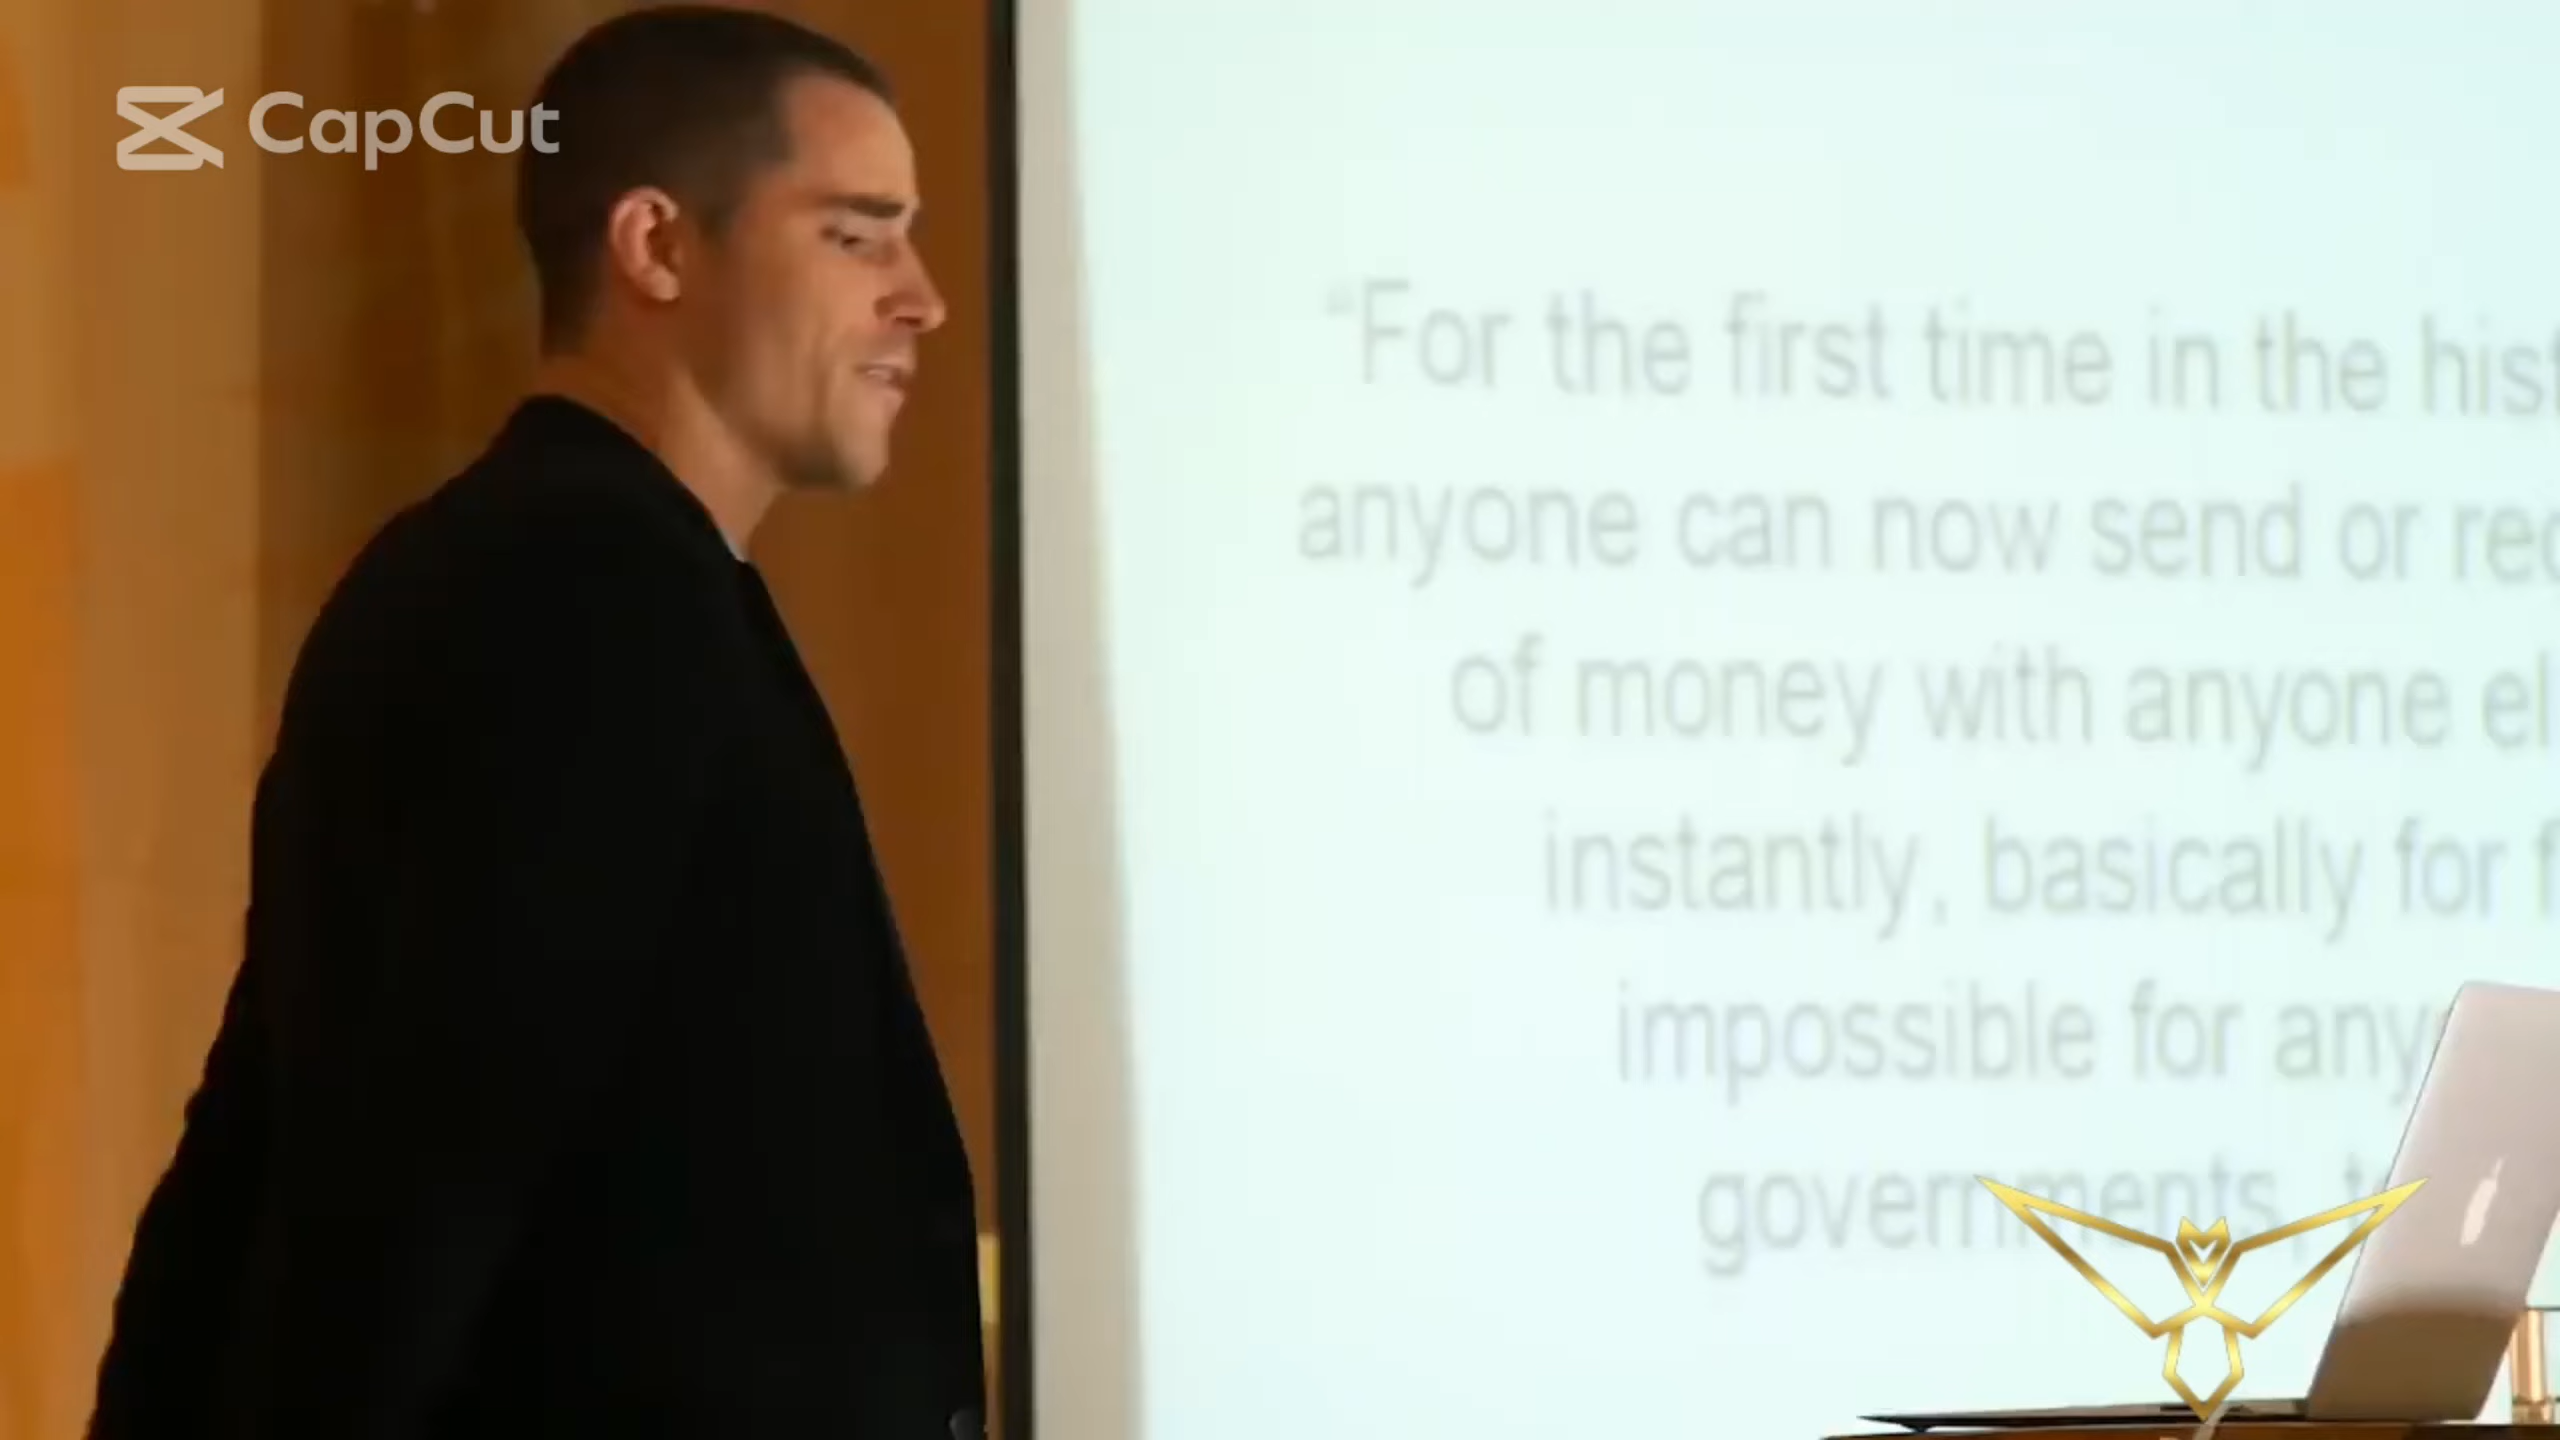 CapCut
"For the first time in the hist
anyone can now send or rec
of money with anyone el
instantly, basically for f
impossible for any
governments, t